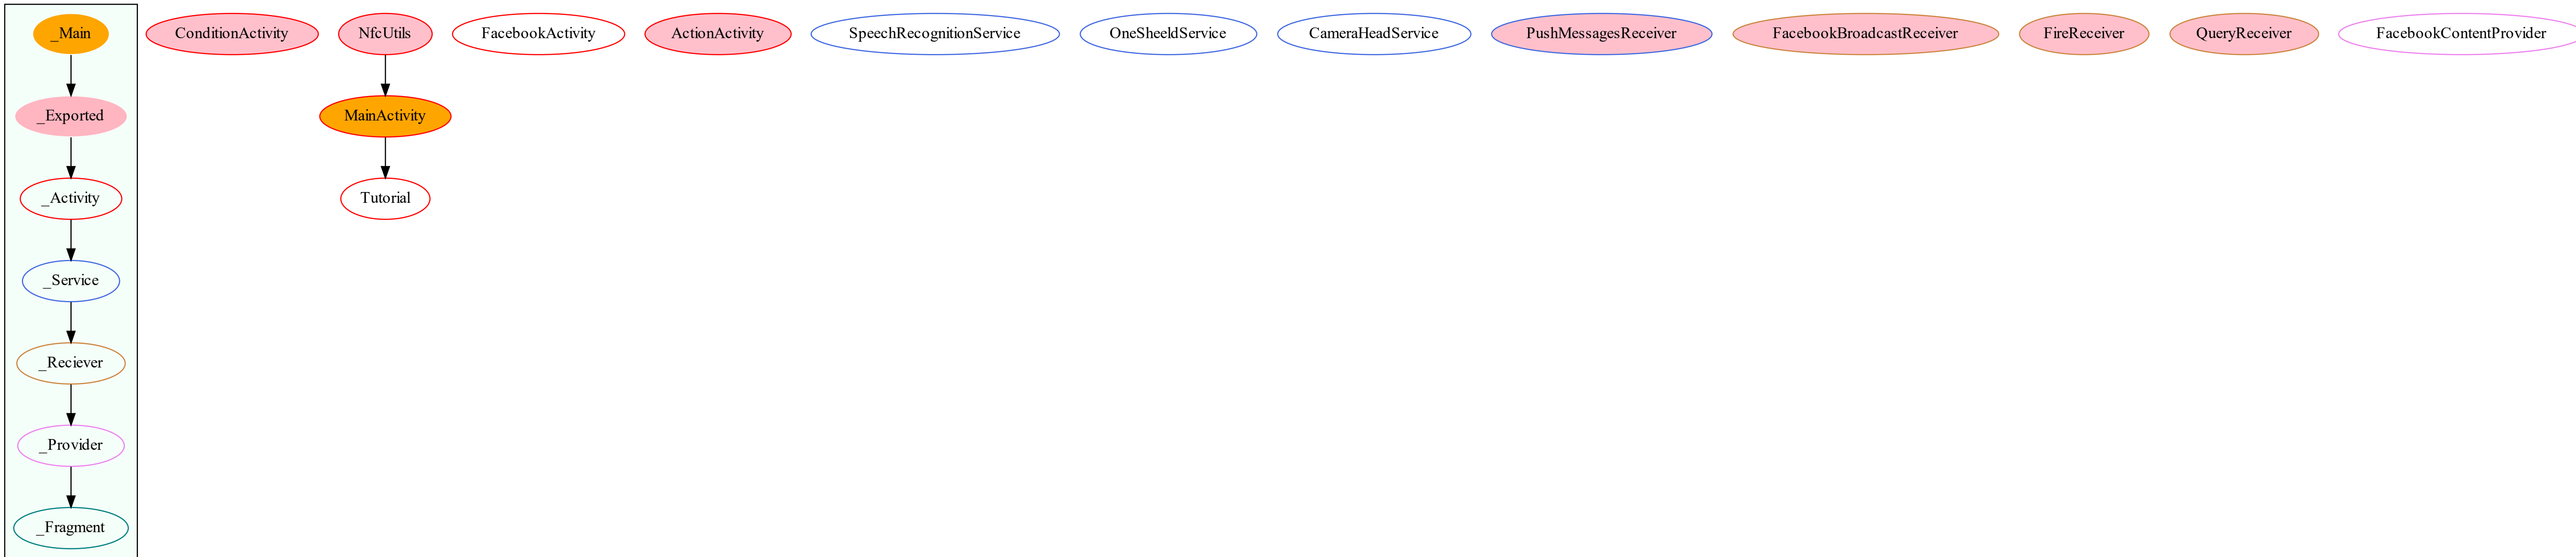 _Main
_Exported
_Activity
_Service
_Reciever
_Provider
_Fragment
ConditionActivity
NfcUtils
MainActivity
Tutorial
FacebookActivity
ActionActivity
SpeechRecognitionService
OneSheeldService
CameraHeadService
PushMessagesReceiver
FacebookBroadcastReceiver
FireReceiver
QueryReceiver
FacebookContentProvider